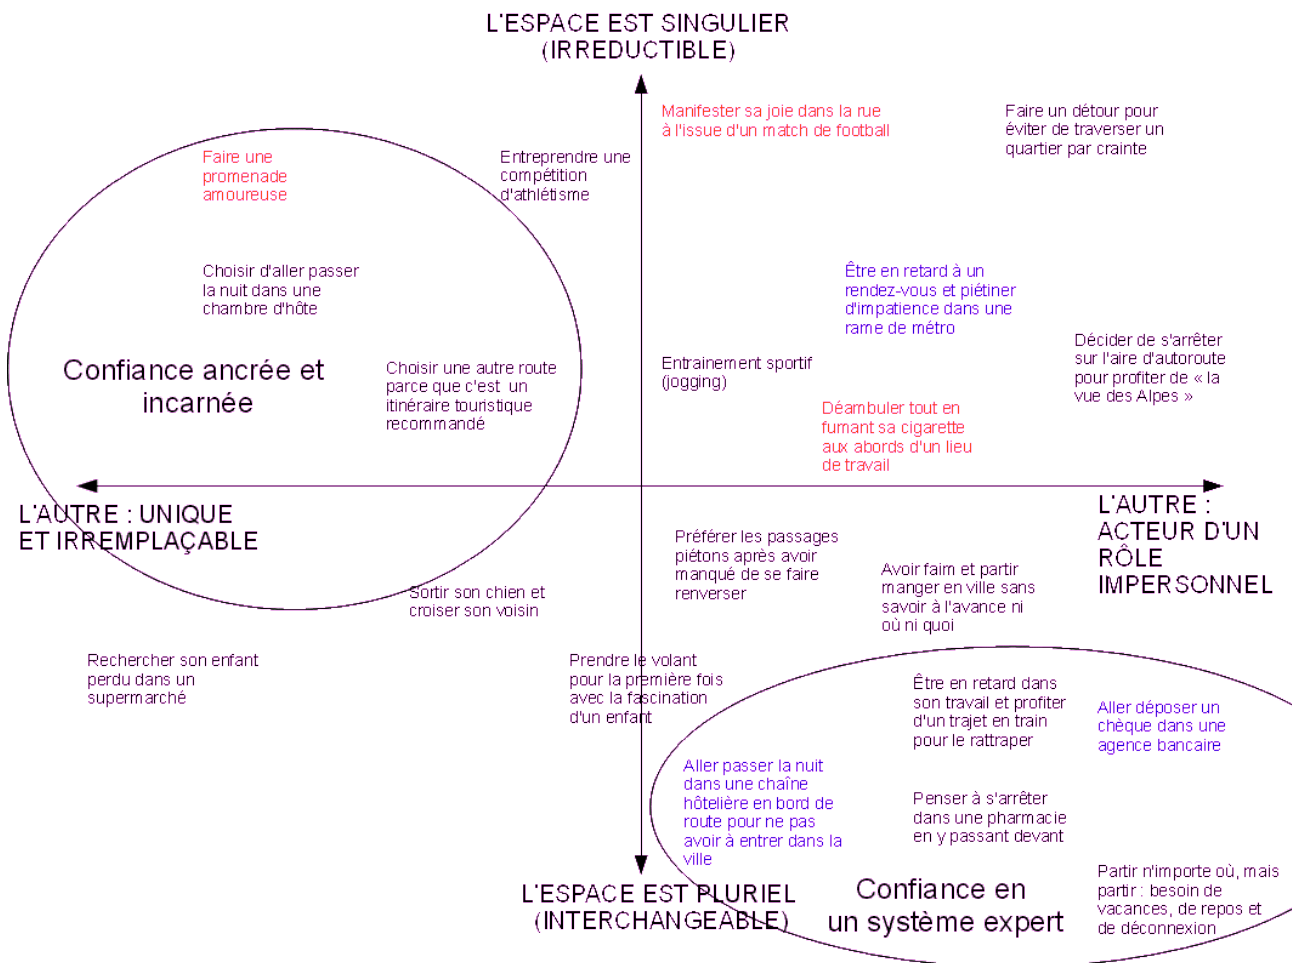 L'ESPACE EST SINGULIER
(IRREDUCTIBLE)
Manifester sa joie dans la rue
à l'issue d'un match de football
Faire un détour pour
éviter de traverser un
quartier par crainte
Faire une
promenade
amoureuse
Entreprendre une
compétition
d'athlétisme
Choisir d'aller passer
la nuit dans une
chambre d'hôte
Être en retard à un
rendez-vous et piétiner
d'impatience dans une
rame de métro
Confiance ancrée et
incarnée
Choisir une autre route
parce que c'est un
itinéraire touristique
recommandé
Entrainement sportif
(jogging)
Décider de s'arrêter
sur l'aire d'autoroute
pour profiter de « la
vue des Alpes »
Déambuler tout en
fumant sa cigarette
aux abords d'un lieu
de travail
L'AUTRE : UNIQUE
ET IRREMPLAÇABLE
L'AUTRE :
ACTEUR D'UN
RÔLE
IMPERSONNEL
Préférer les passages
piétons après avoir
manqué de se faire
renverser
Avoir faim et partir
manger en ville sans
savoir à l'avance ni
où ni quoi
Sortir son chien et
croiser son voisin
Rechercher son enfant
perdu dans un
supermarché
Prendre le volant
pour la première fois
avec la fascination
d'un enfant
Être en retard dans
son travail et profiter
d'un trajet en train
pour le rattraper
Aller déposer un
chèque dans une
agence bancaire
Aller passer la nuit
dans une chaîne
hôtelière en bord de
route pour ne pas
avoir à entrer dans la
ville
Penser à s'arrêter
dans une pharmacie
en y passant devant
L'ESPACE EST PLURIEL
(INTERCHANGEABLE)
Confiance en
un système expert
Partir n'importe où, mais
partir : besoin de
vacances, de repos et
de déconnexion